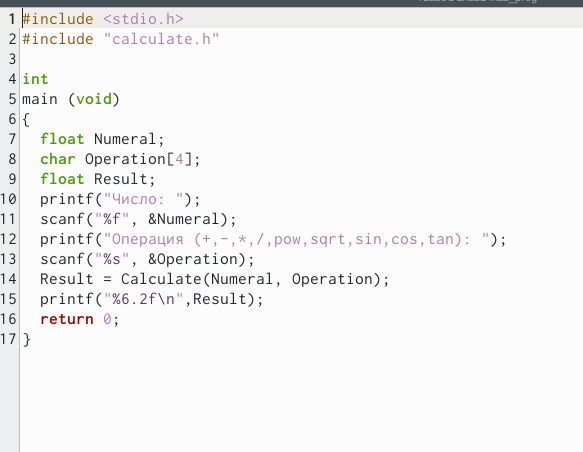 1 #include <stdio.h>
2 #include "calculate.h"
3
4 int
5 main (void)
6 {
7   float Numeral;
8   char Operation[4];
9   float Result;
10   printf("Число: ");
11   scanf("%f", &Numeral);
12   printf("Операция (+,-,*,/,pow,sqrt,sin,cos,tan): ");
13   scanf("%s", &Operation);
14   Result = Calculate(Numeral, Operation);
15   printf("%6.2f\n",Result);
16   return 0;
17 }